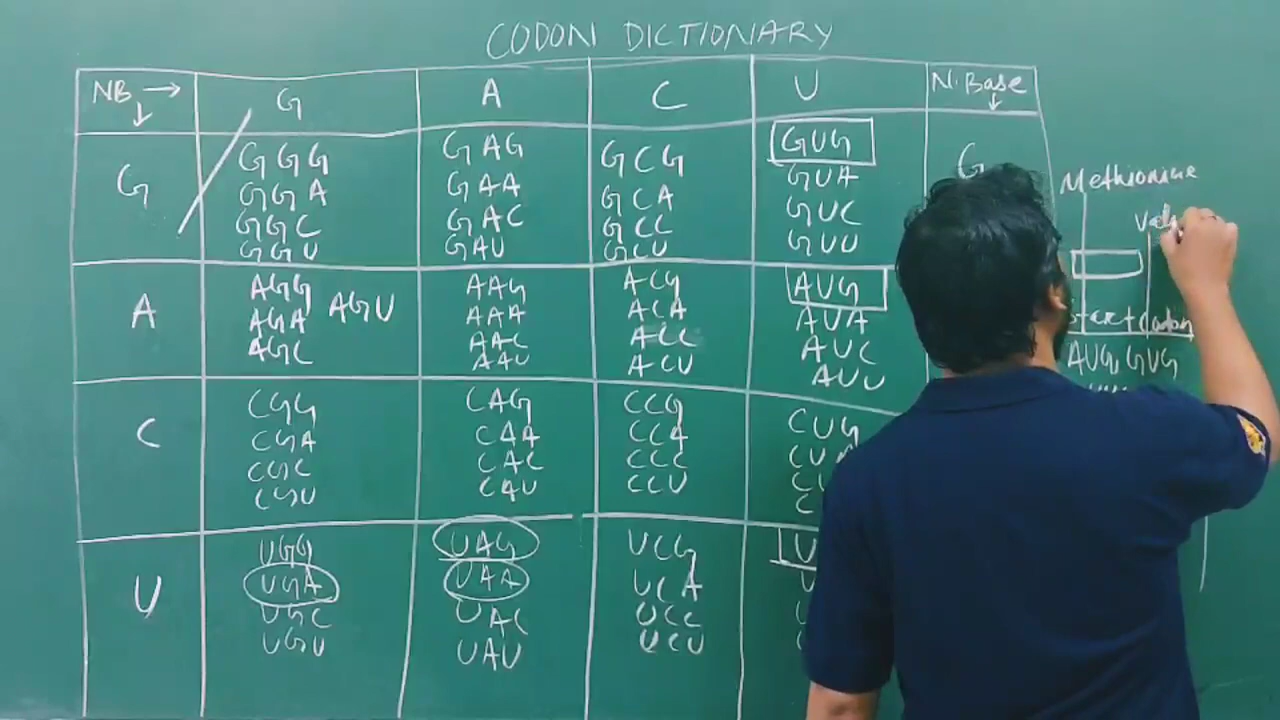 CODON DICTIONARY
NB → G A C U N.Base
↓ ↓
G GGG GAG GCG GUG G
GGA GAA GCA GUA
GGC GAC GCC GUC
GGU GAU GCU GUU
A AGG AGU AAG ACG AUG
AGA AAA ACA AUA
AGC AAC ACC AUC
AAU ACU AUU
C CGG CAG CCG CUG
CGA CAA CCA
CGC CAC CCC
CGU CAU CCU
U UGG UAG UCG
UGA UAA UCA
UGC UAC UCC
UGU UAU UCU
Methionine
Codon
AUG GUG